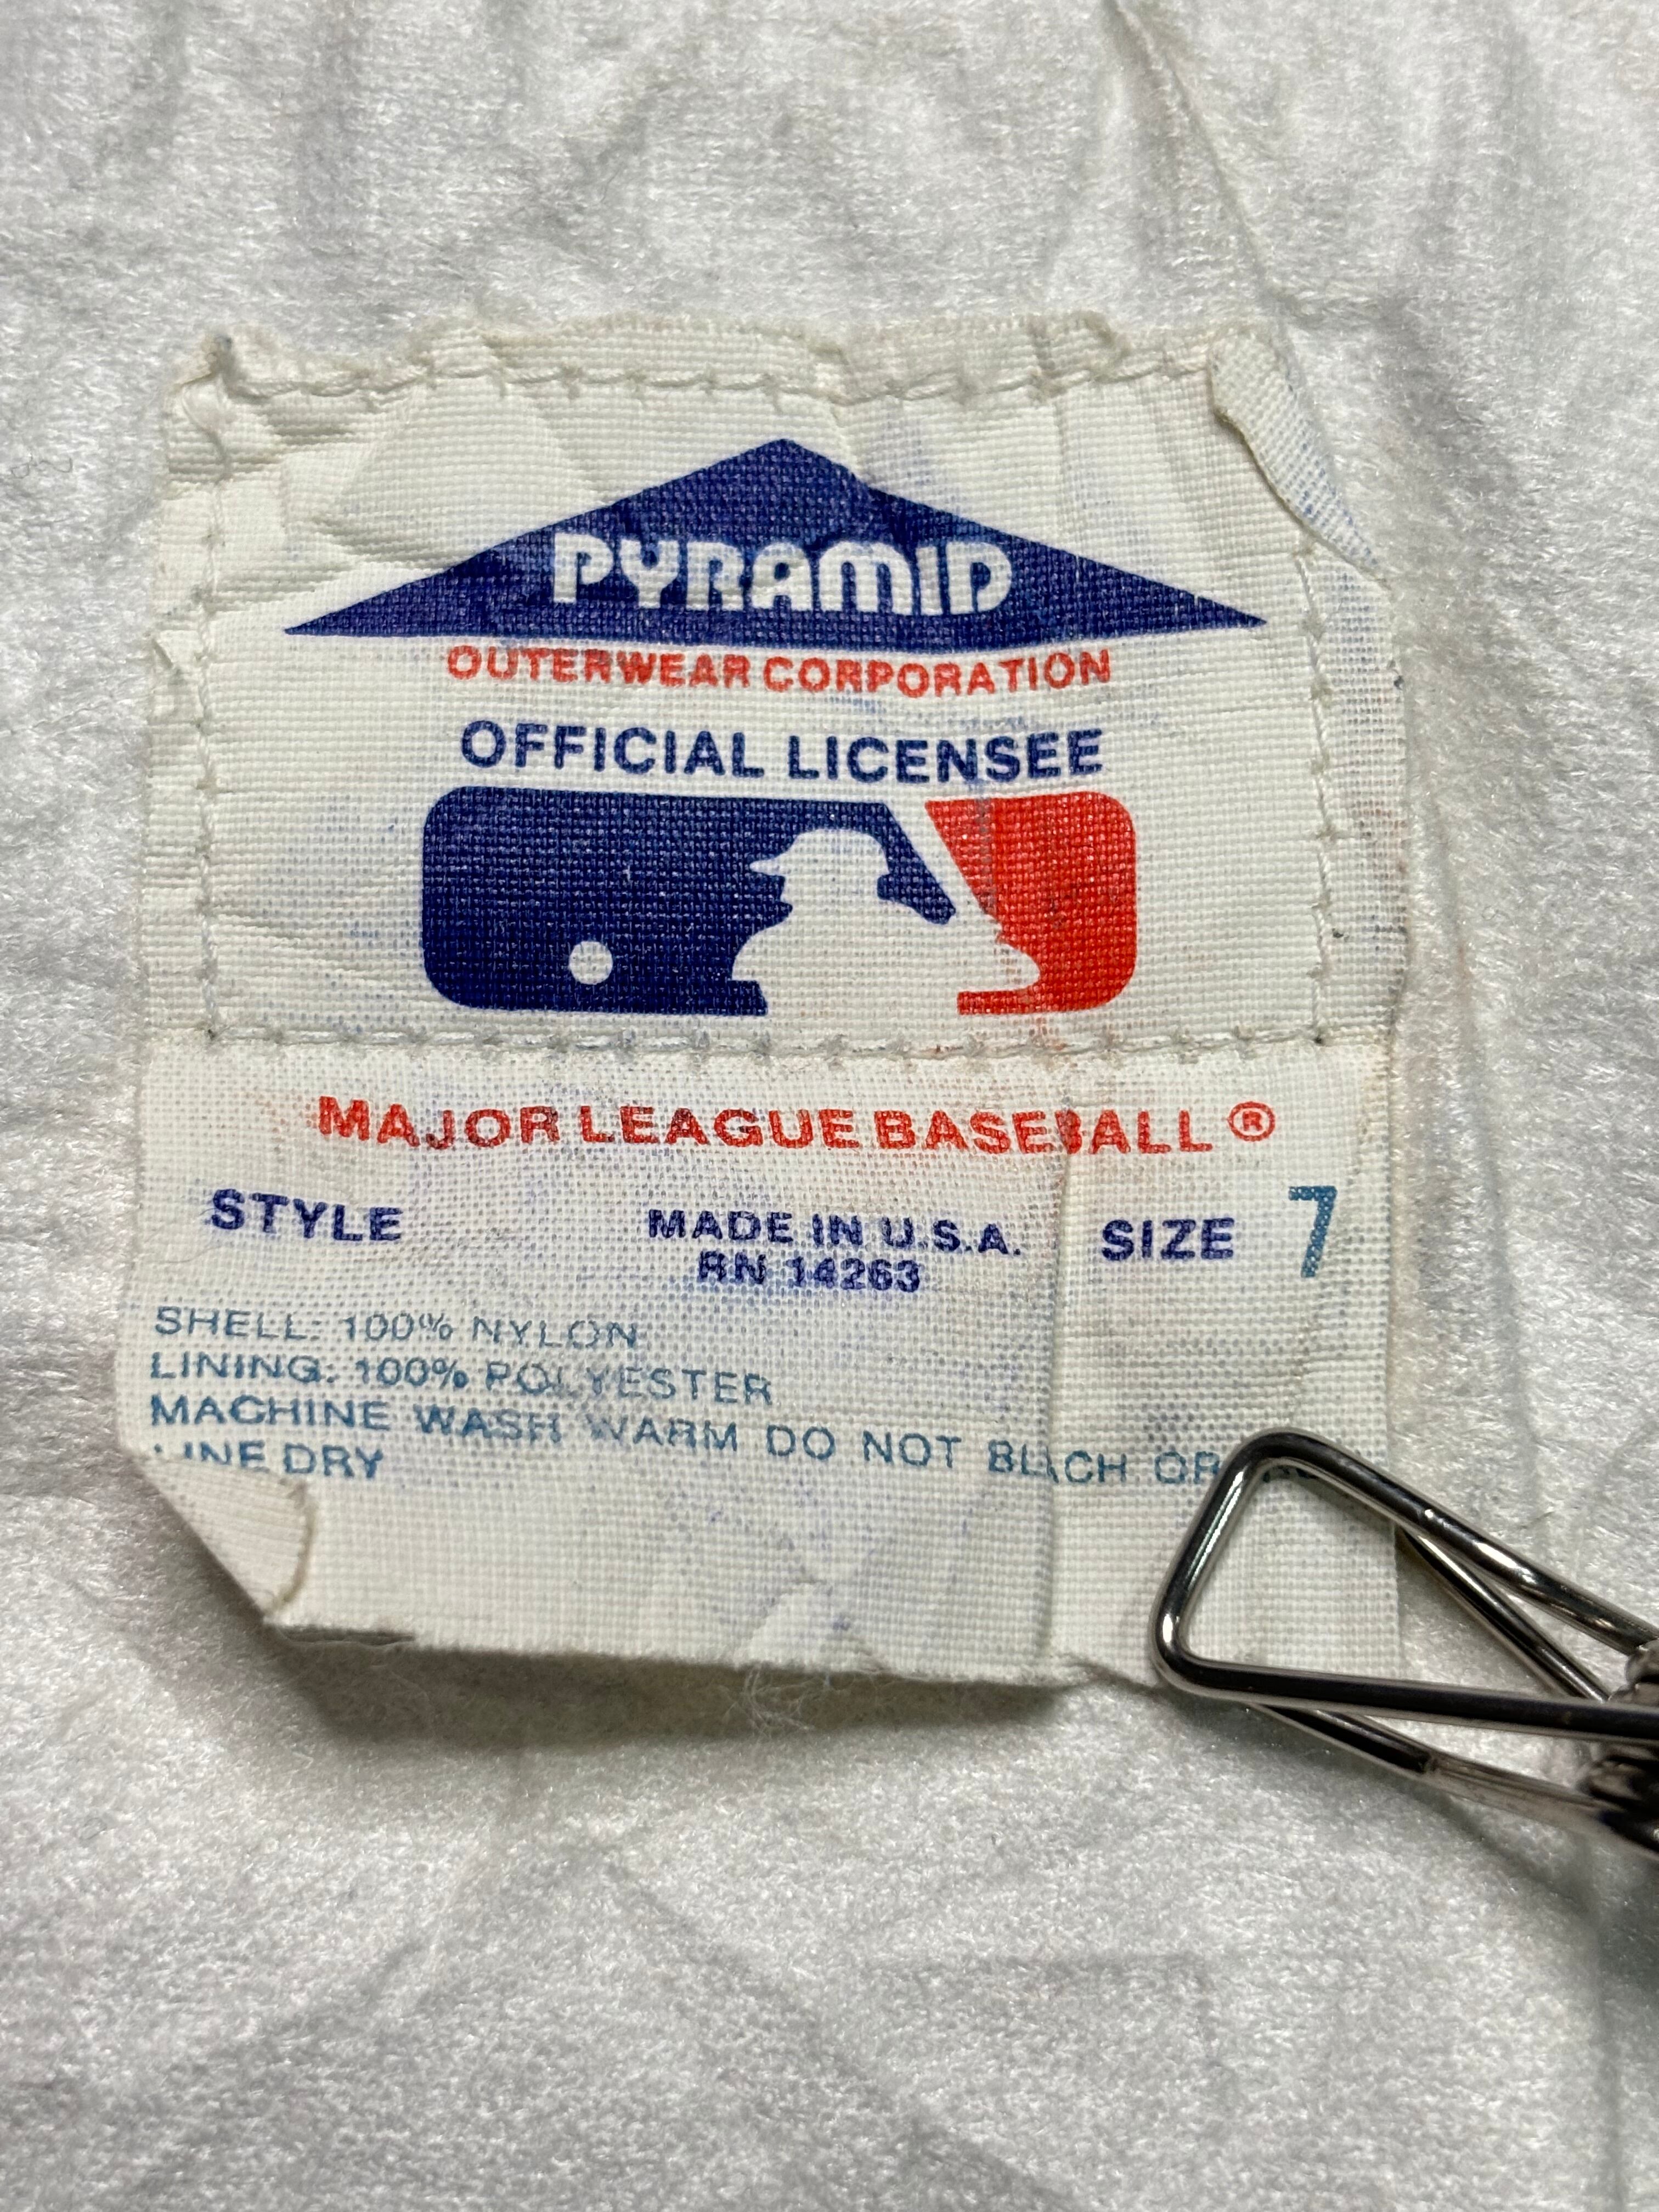 PYRAMID
OUTERWEAR CORPORATION
OFFICIAL LICENSEE
MAJOR LEAGUE BASEBALL ®
STYLE MADE IN U.S.A. SIZE 7
RN 14263
SHELL: 100% NYLON
LINING: 100% POLYESTER
MACHINE WASH WARM DO NOT BLACH OR
LINE DRY